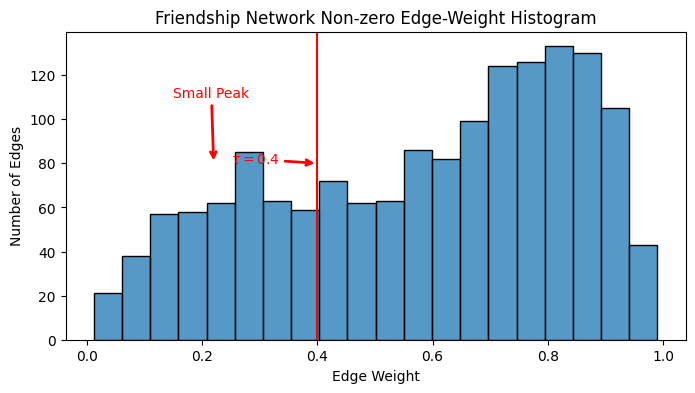 Friendship Network Non-zero Edge-Weight Histogram
Small Peak
τ = 0.4
Number of Edges
120
100
80
60
40
20
0
0.0 0.2 0.4 0.6 0.8 1.0
Edge Weight